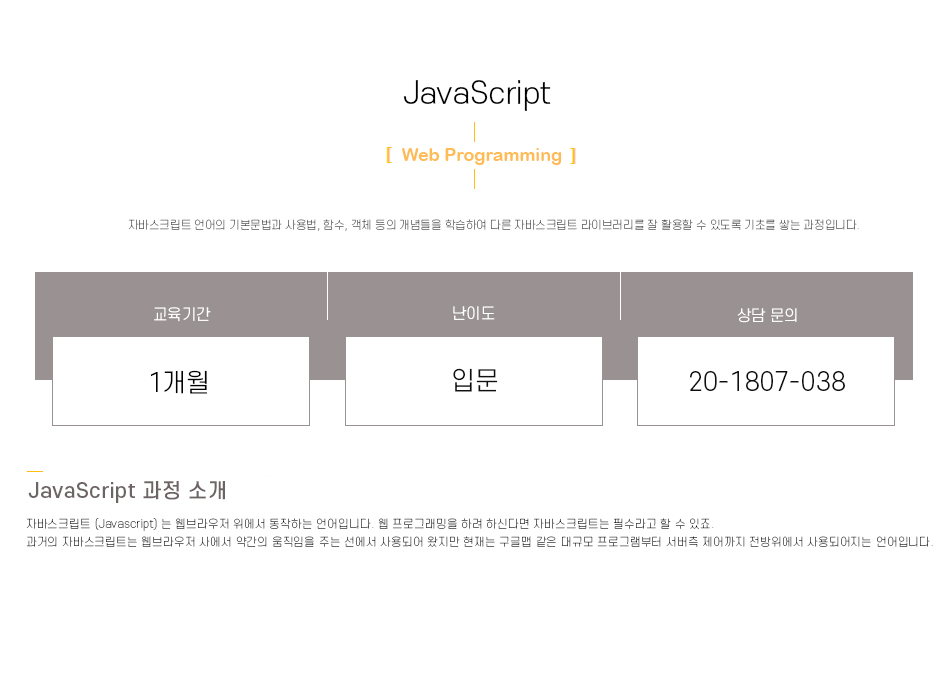 JavaScript
[ Web Programming ]
자바스크립트 언어의 기본문법과 사용법, 함수, 객체 등의 개념들을 학습하여 다른 자바스크립트 라이브러리를 잘 활용할 수 있도록 기초를 쌓는 과정입니다.
교육기간
난이도
상담 문의
1개월
입문
20-1807-038
JavaScript 과정 소개
자바스크립트 (Javascript) 는 웹브라우저 위에서 동작하는 언어입니다. 웹 프로그래밍을 하려 하신다면 자바스크립트는 필수라고 할 수 있죠.
과거의 자바스크립트는 웹브라우저 사에서 약간의 움직임을 주는 선에서 사용되어 왔지만 현재는 구글맵 같은 대규모 프로그램부터 서버측 제어까지 전방위에서 사용되어지는 언어입니다.